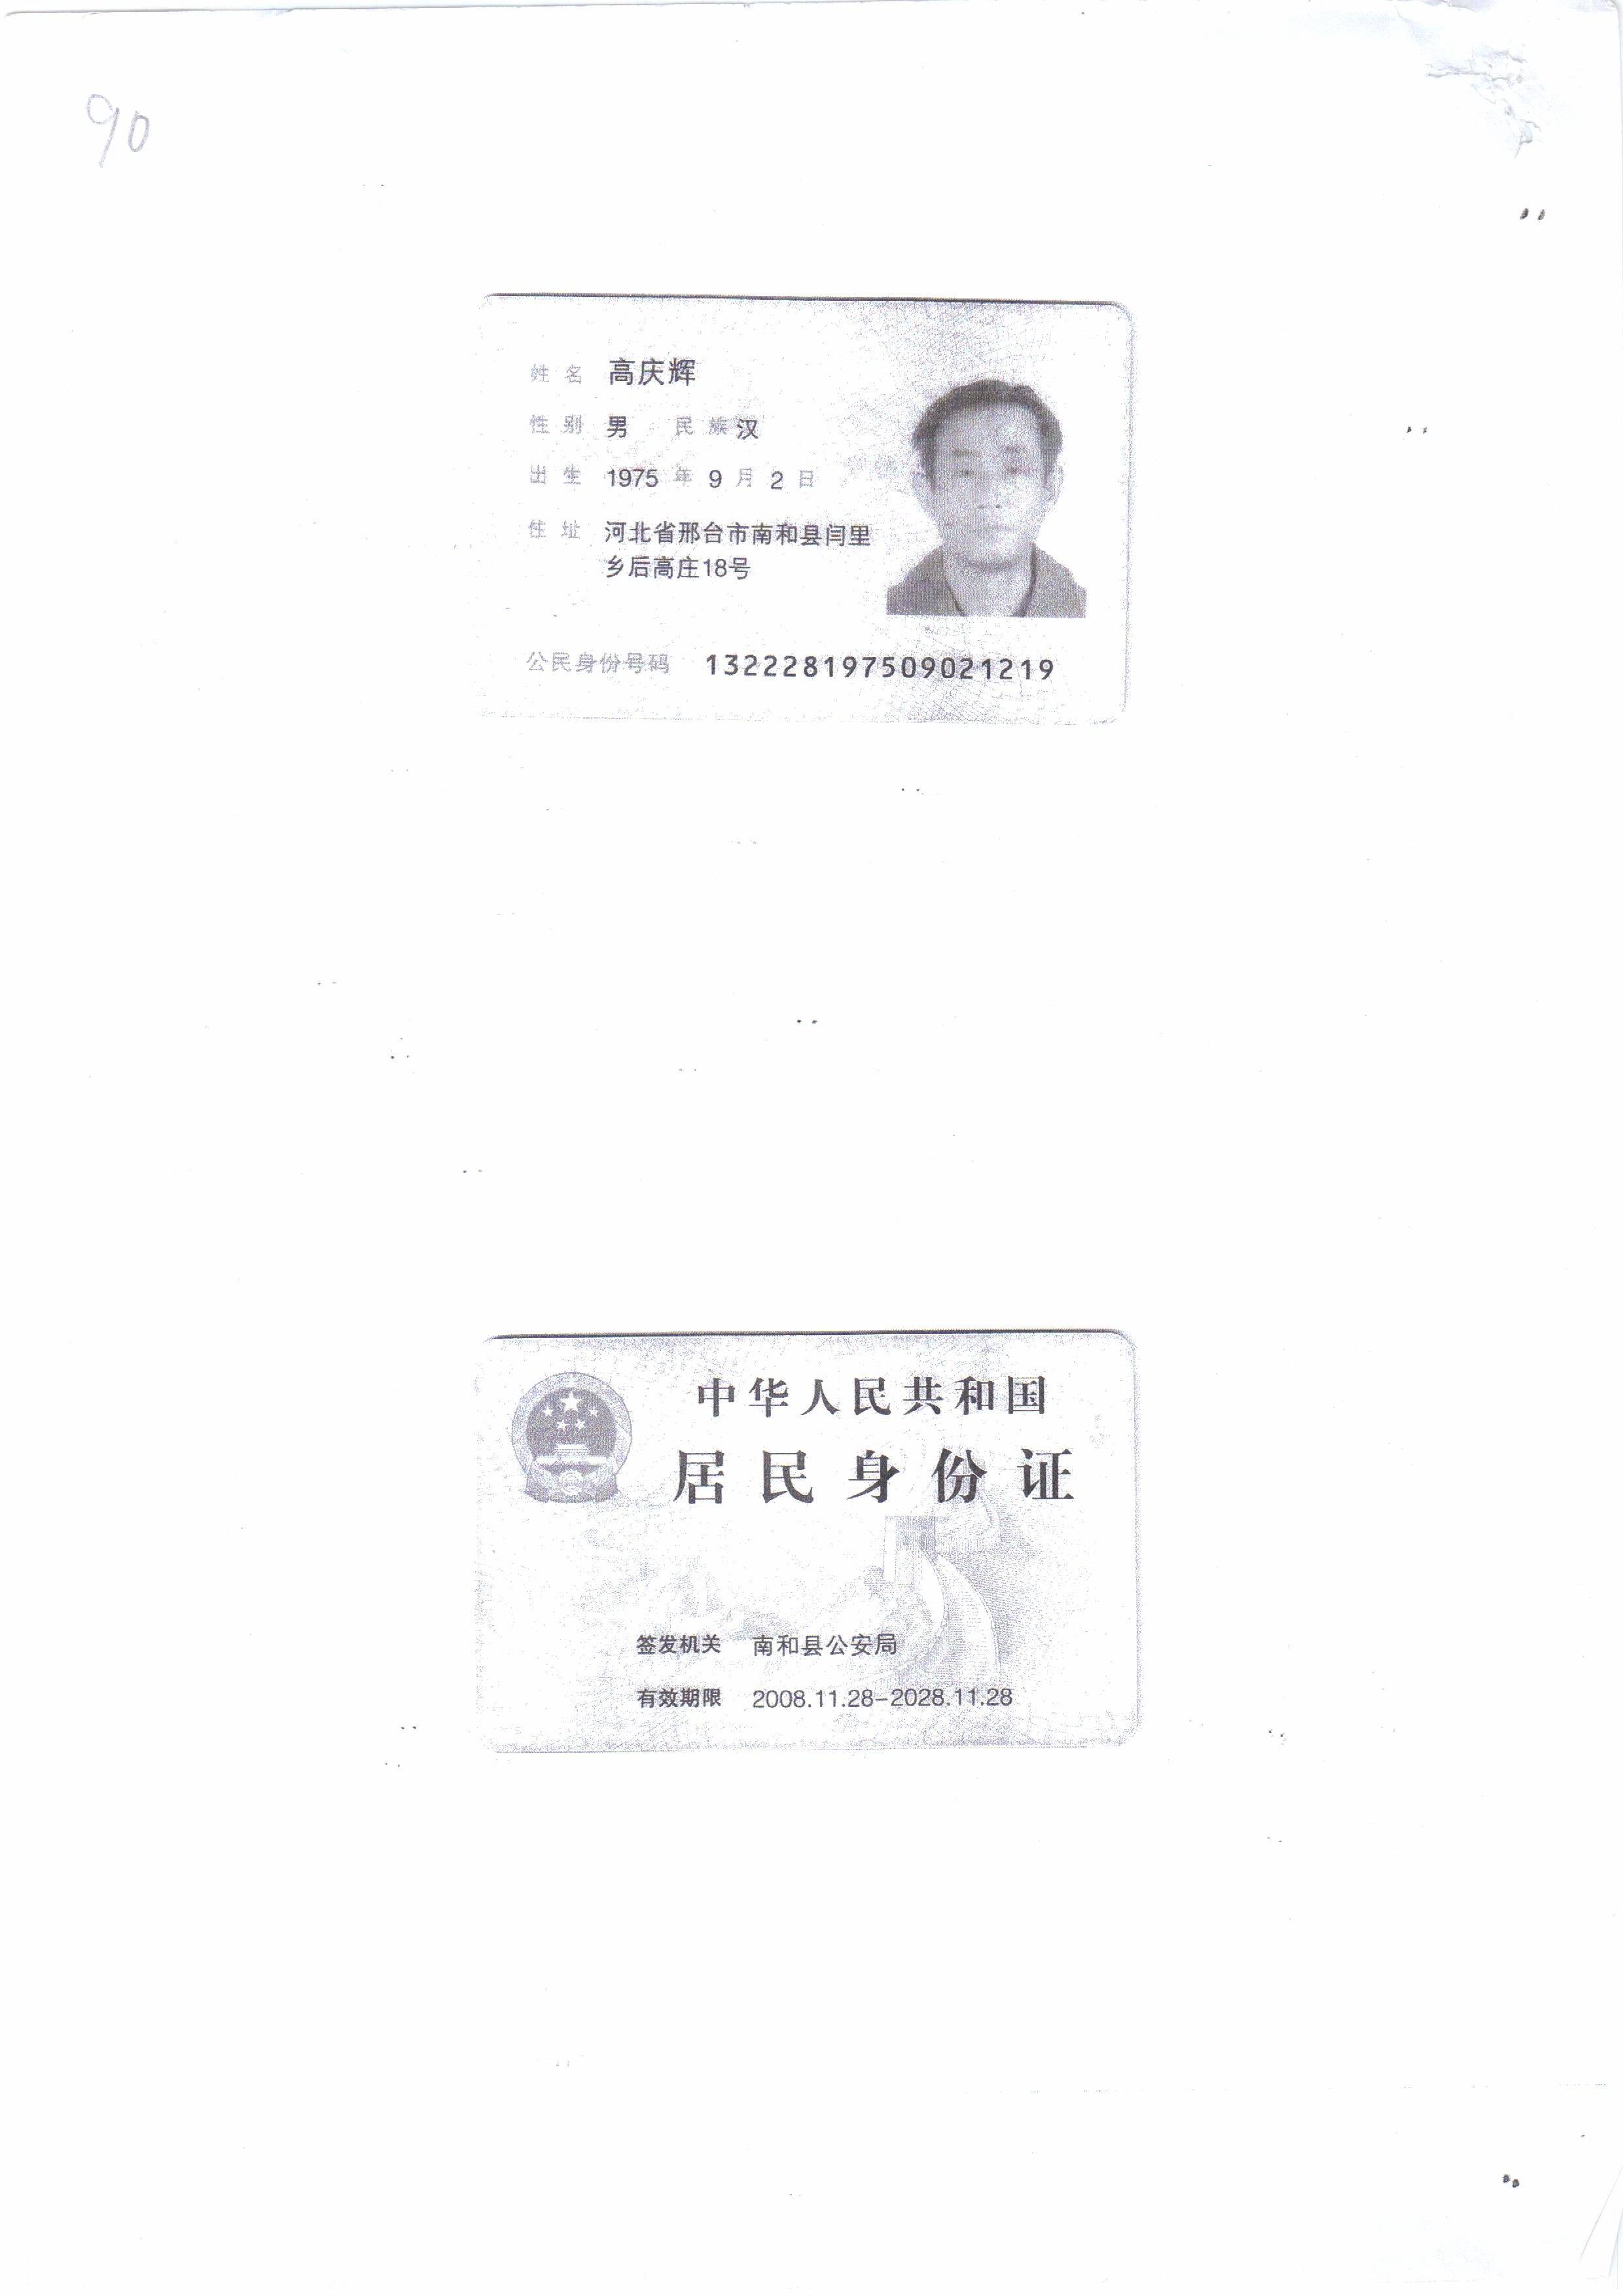 90
姓名 高庆辉
性别 男 民族 汉
出生 1975 年 9 月 2 日
住址 河北省邢台市南和县闫里
乡后高庄18号
公民身份号码 132228197509021219
中华人民共和国
居民身份证
签发机关 南和县公安局
有效期限 2008.11.28-2028.11.28